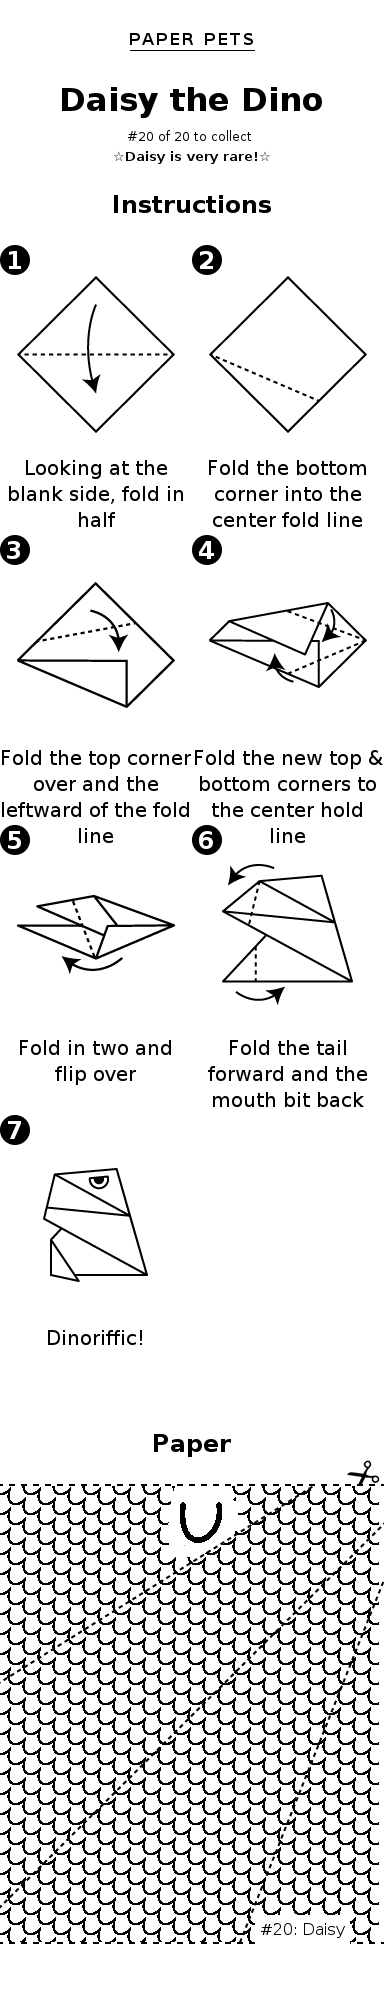 PAPER PETS
Daisy the Dino
#20 of 20 to collect
☆Daisy is very rare!☆
Instructions
1
Looking at the
blank side, fold in
half
2
Fold the bottom
corner into the
center fold line
3
Fold the top corner
over and the
leftward of the fold
line
4
Fold the new top &
bottom corners to
the center hold
line
5
Fold in two and
flip over
6
Fold the tail
forward and the
mouth bit back
7
Dinoriffic!
Paper
#20: Daisy